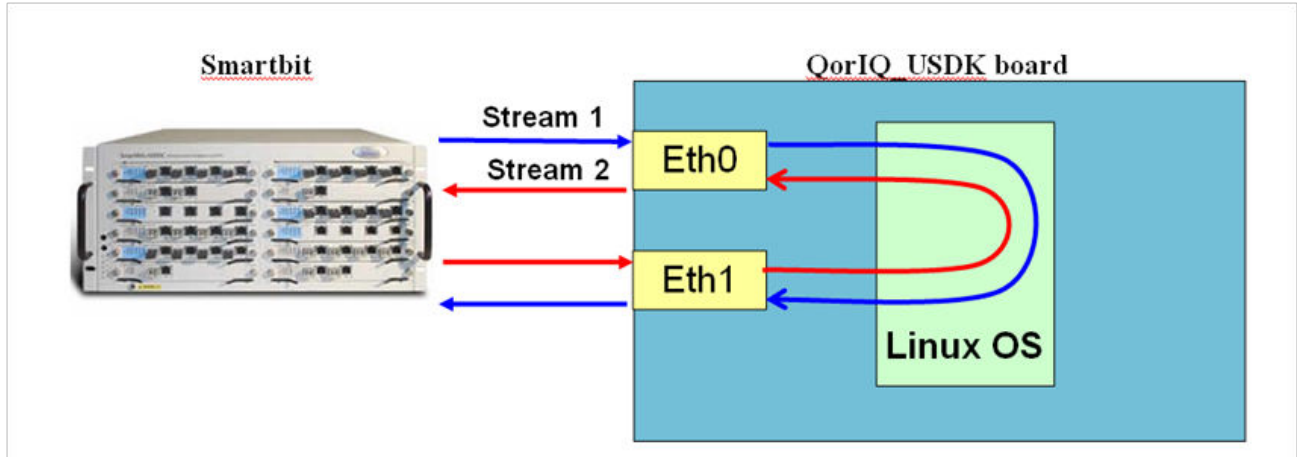 Smartbit
QorIQ_USDK board
Stream 1
Stream 2
Eth0
Eth1
Linux OS